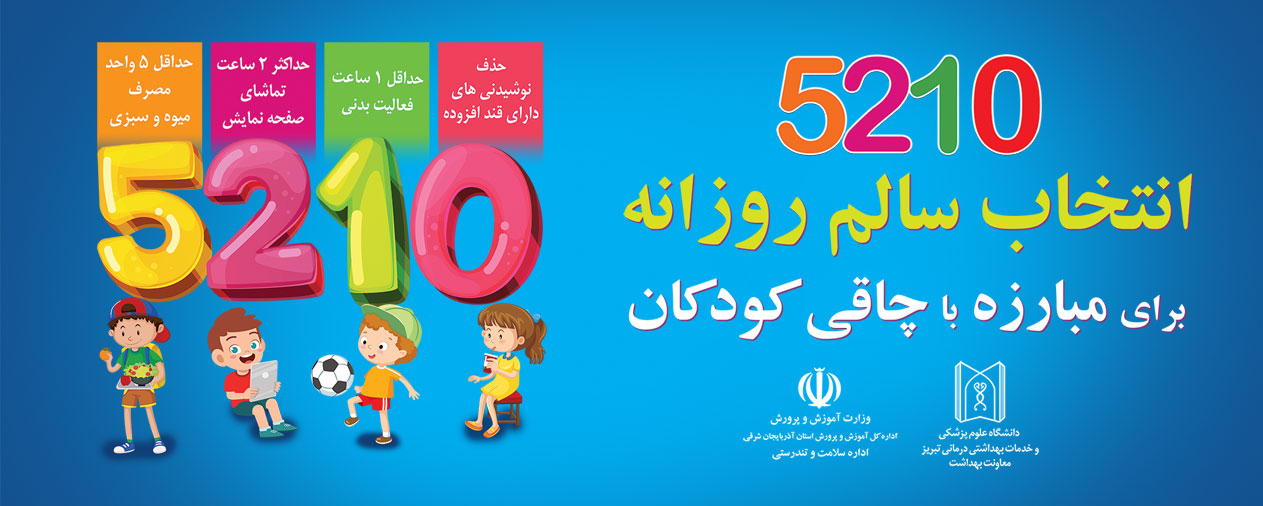 5210
انتخاب سالم روزانه
برای مبارزه با چاقی کودکان
دانشگاه علوم پزشکی
و خدمات بهداشتی درمانی تبریز
معاونت بهداشت
وزارت آموزش و پرورش
اداره کل آموزش و پرورش استان آذربایجان شرقی
اداره سلامت و تندرستی
حداقل ۵ واحد
مصرف
میوه و سبزی
حداکثر ۲ ساعت
تماشای
صفحه نمایش
حداقل ۱ ساعت
فعالیت بدنی
حذف
نوشیدنی های
دارای قند افزوده
5210